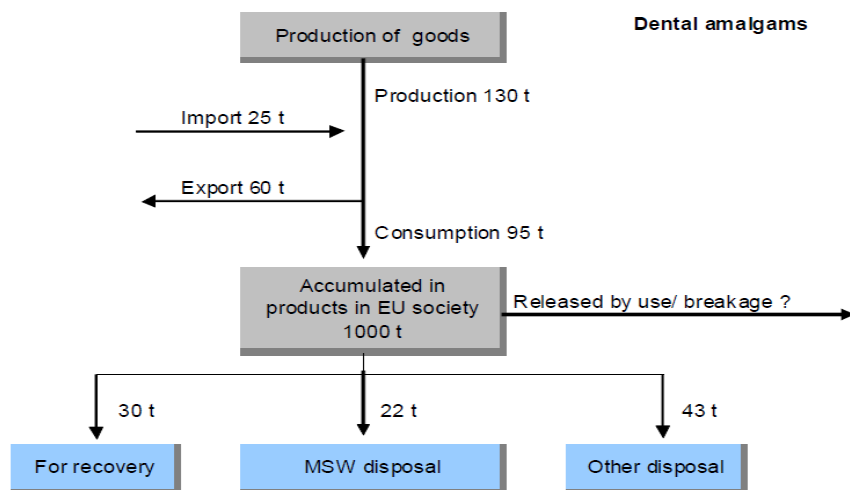 Dental amalgams
Production of goods
Production 130 t
Import 25 t
Export 60 t
Consumption 95 t
Accumulated in
products in EU society
1000 t
Released by use/ breakage ?
30 t
22 t
43 t
For recovery
MSW disposal
Other disposal